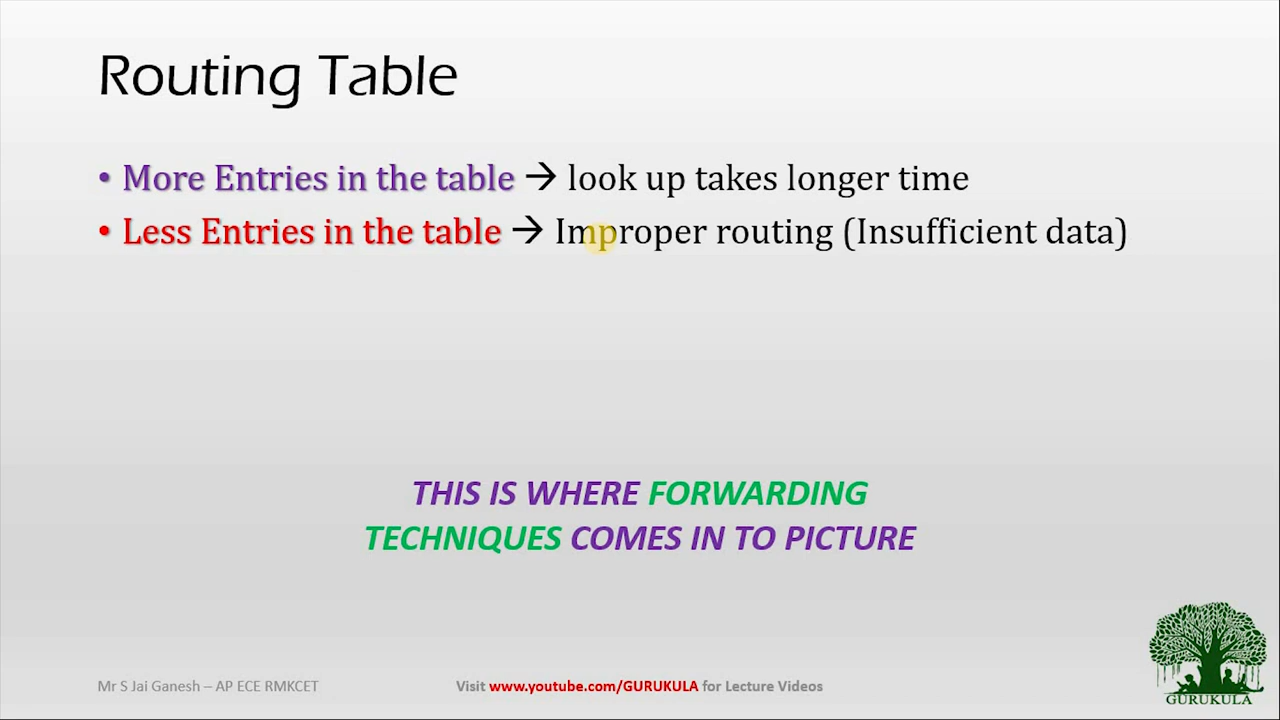 Routing Table
• More Entries in the table → look up takes longer time
• Less Entries in the table → Improper routing (Insufficient data)
THIS IS WHERE FORWARDING
TECHNIQUES COMES IN TO PICTURE
Mr S Jai Ganesh – AP ECE RMKCET
Visit www.youtube.com/GURUKULA for Lecture Videos
GURUKULA